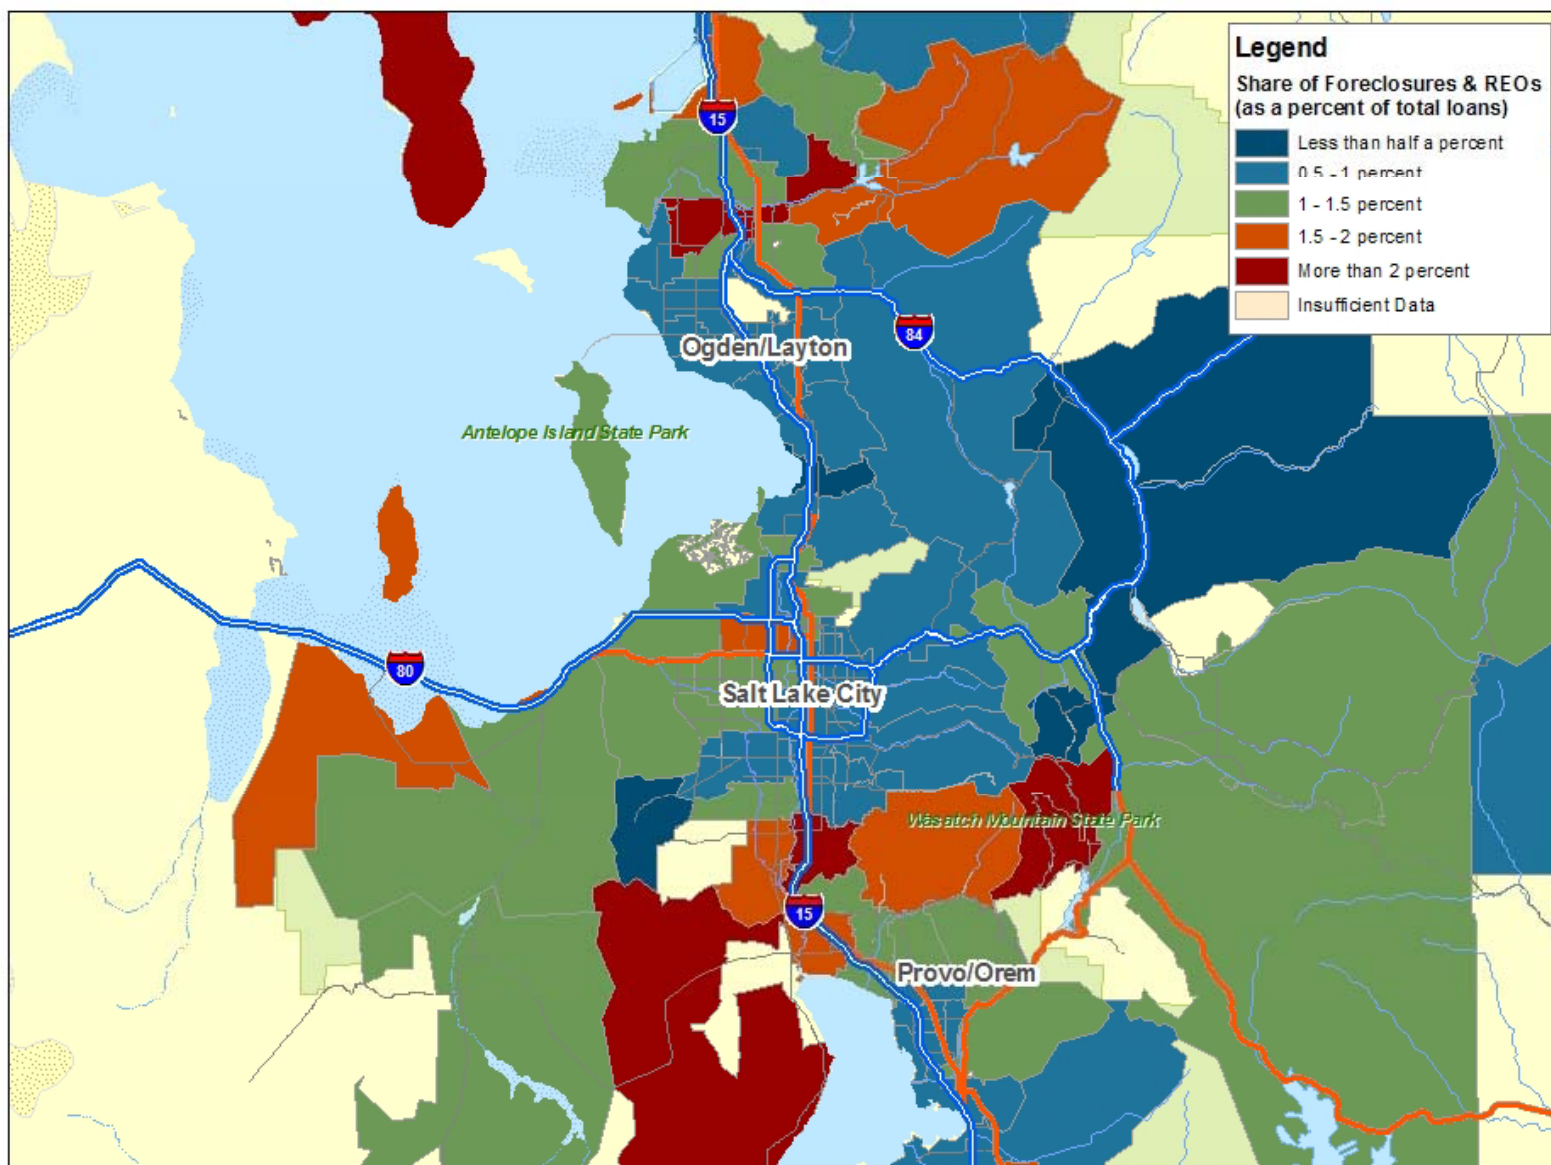 Legend
Share of Foreclosures & REOs
(as a percent of total loans)
Less than half a percent
0.5 - 1 percent
1 - 1.5 percent
1.5 - 2 percent
More than 2 percent
Insufficient Data
15
84
Ogden/Layton
Antelope Island State Park
80
Salt Lake City
Wasatch Mountain State Park
15
Provo/Orem